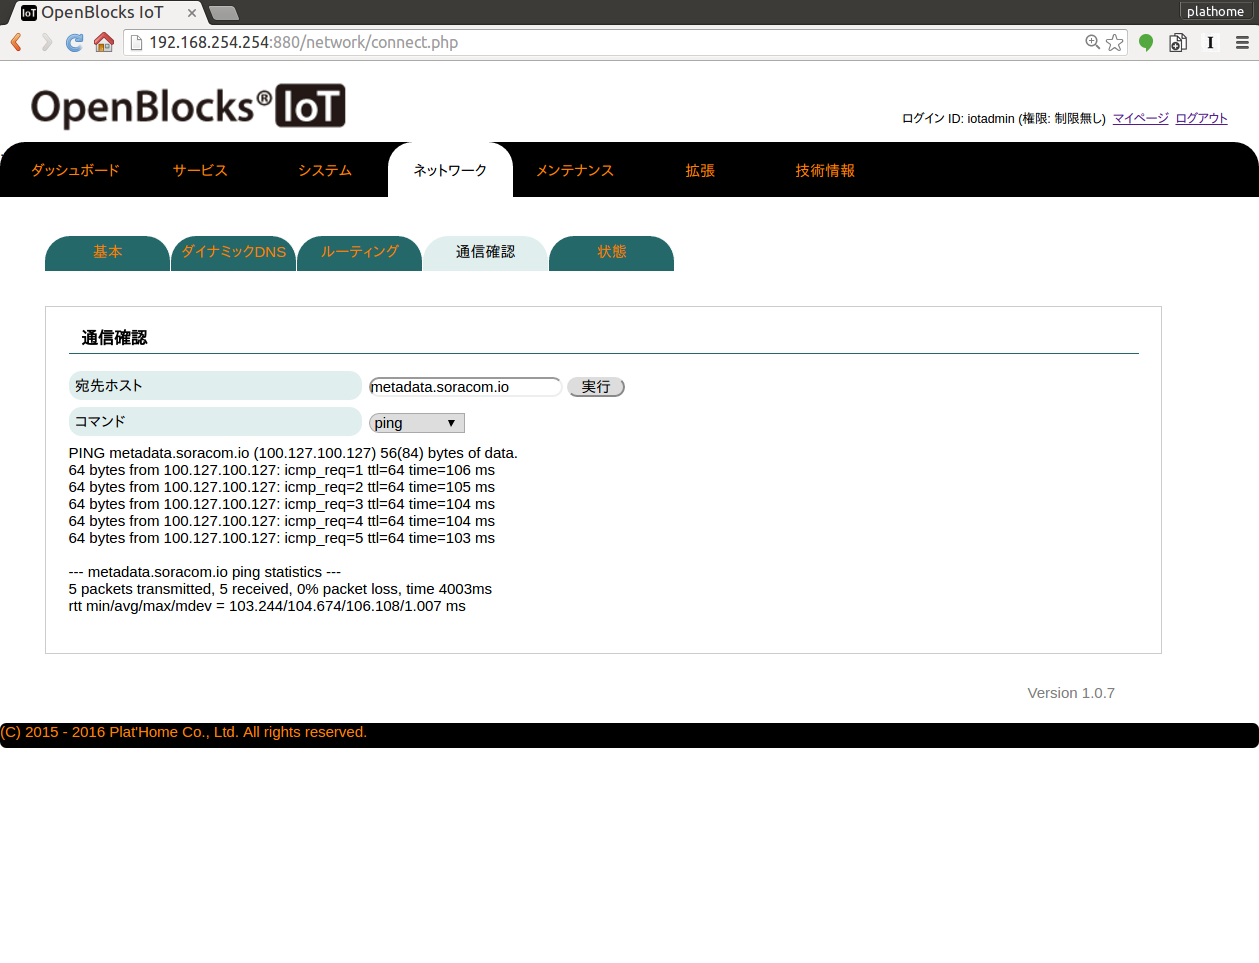 IoT OpenBlocks IoT
plathome
192.168.254.254:880/network/connect.php
OpenBlocks® IoT
ログイン ID: iotadmin (権限: 制限無し) マイページ ログアウト
ダッシュボード サービス システム ネットワーク メンテナンス 拡張 技術情報
基本 ダイナミックDNS ルーティング 通信確認 状態
通信確認
宛先ホスト metadata.soracom.io 実行
コマンド ping
PING metadata.soracom.io (100.127.100.127) 56(84) bytes of data.
64 bytes from 100.127.100.127: icmp_req=1 ttl=64 time=106 ms
64 bytes from 100.127.100.127: icmp_req=2 ttl=64 time=105 ms
64 bytes from 100.127.100.127: icmp_req=3 ttl=64 time=104 ms
64 bytes from 100.127.100.127: icmp_req=4 ttl=64 time=104 ms
64 bytes from 100.127.100.127: icmp_req=5 ttl=64 time=103 ms
--- metadata.soracom.io ping statistics ---
5 packets transmitted, 5 received, 0% packet loss, time 4003ms
rtt min/avg/max/mdev = 103.244/104.674/106.108/1.007 ms
Version 1.0.7
(C) 2015 - 2016 Plat'Home Co., Ltd. All rights reserved.